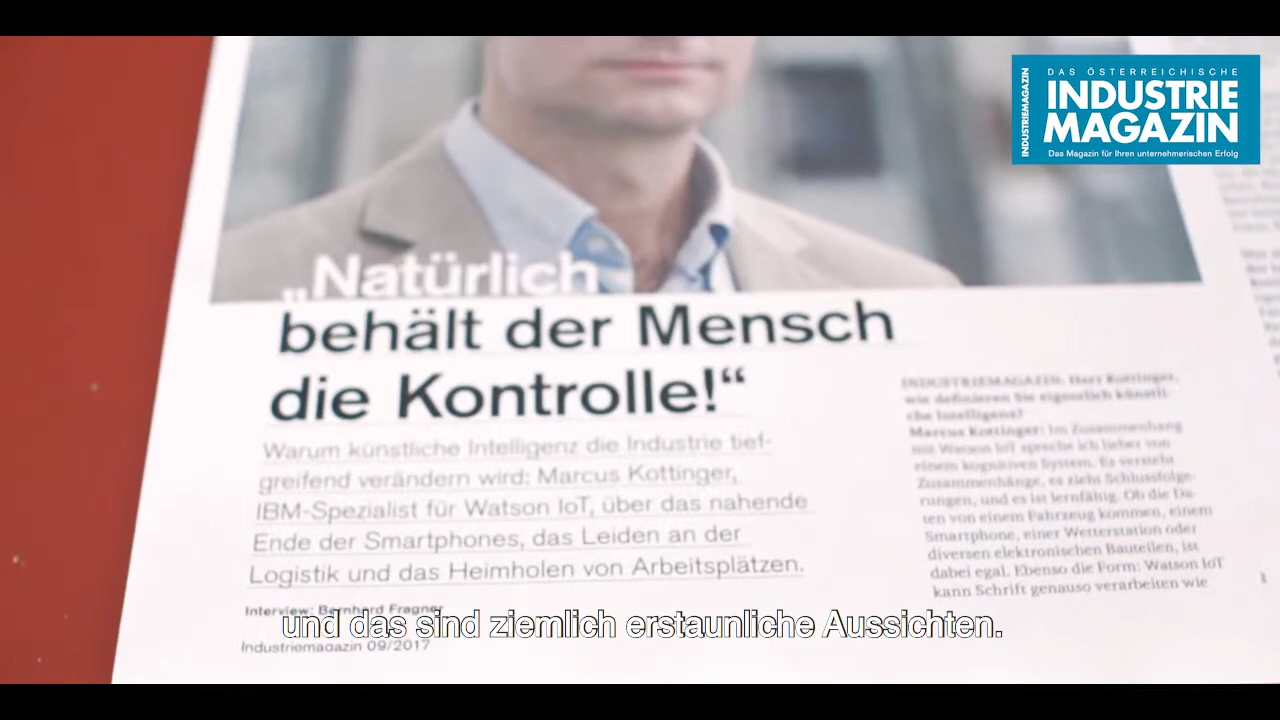 INDUSTRIEMAGAZIN
DAS ÖSTERREICHISCHE
INDUSTRIE
MAGAZIN
Das Magazin für Ihren unternehmerischen Erfolg
„Natürlich
behält der Mensch
die Kontrolle!“
Warum künstliche Intelligenz die Industrie tief-
greifend verändern wird: Marcus Kottinger,
IBM-Spezialist für Watson IoT, über das nahende
Ende der Smartphones, das Leiden an der
Logistik und das Heimholen von Arbeitsplätzen.
Interview: Bernhard Fragner
Industriemagazin 09/2017
INDUSTRIEMAGAZIN: Herr Kottinger,
wie definieren Sie eigentlich künstli-
che Intelligenz?
Marcus Kottinger: Im Zusammenhang
mit Watson IoT spreche ich lieber von
einem kognitiven System. Es versteht
Zusammenhänge, es zieht Schlussfolge-
rungen, und es ist lernfähig. Ob die Da-
ten von einem Fahrzeug kommen, einem
Smartphone, einer Wetterstation oder
diversen elektronischen Bauteilen, ist
dabei egal. Ebenso die Form: Watson IoT
kann Schrift genauso verarbeiten wie
und das sind ziemlich erstaunliche Aussichten.